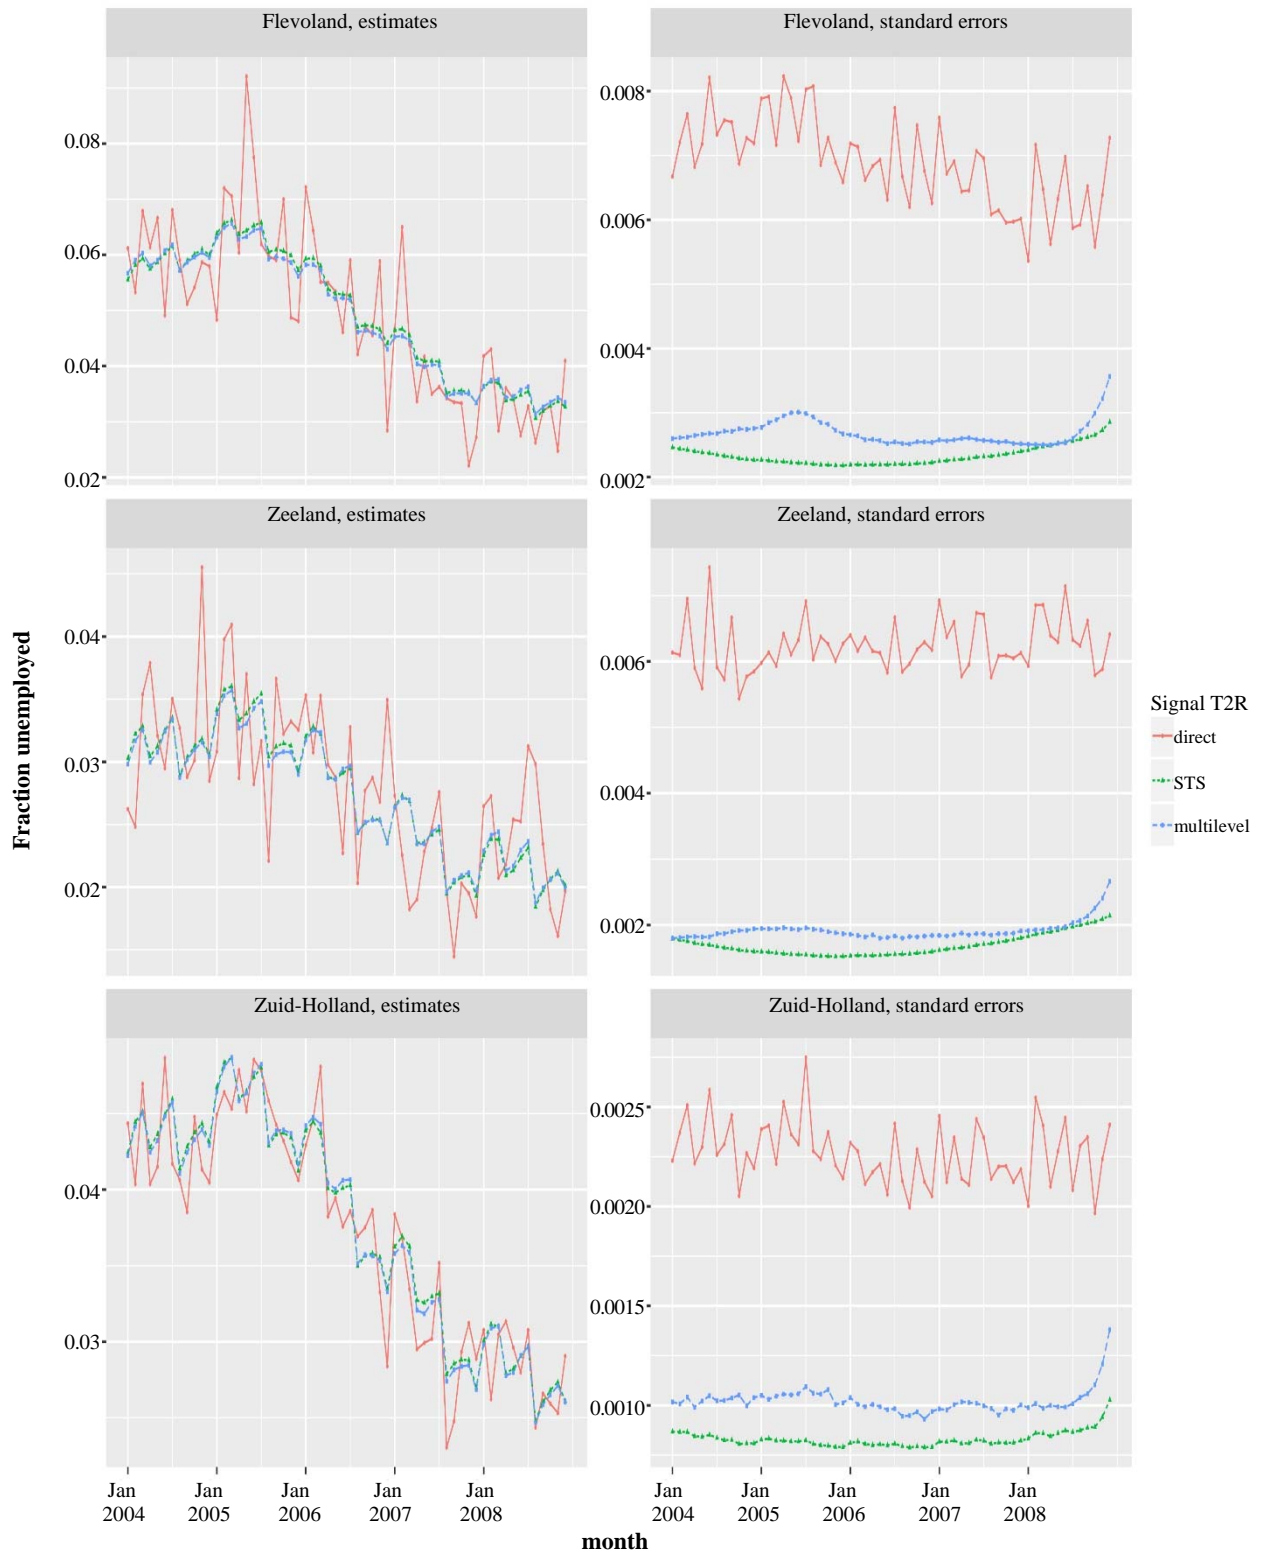 Flevoland, estimates
Flevoland, standard errors
0.08
0.06
0.04
0.02
0.008
0.006
0.004
0.002
Zeeland, estimates
Zeeland, standard errors
0.04
0.03
0.02
0.006
0.004
0.002
Zuid-Holland, estimates
Zuid-Holland, standard errors
0.04
0.03
0.0025
0.0020
0.0015
0.0010
Jan 2004
Jan 2005
Jan 2006
Jan 2007
Jan 2008
Jan 2004
Jan 2005
Jan 2006
Jan 2007
Jan 2008
month
Fraction unemployed
Signal T2R
direct
STS
multilevel